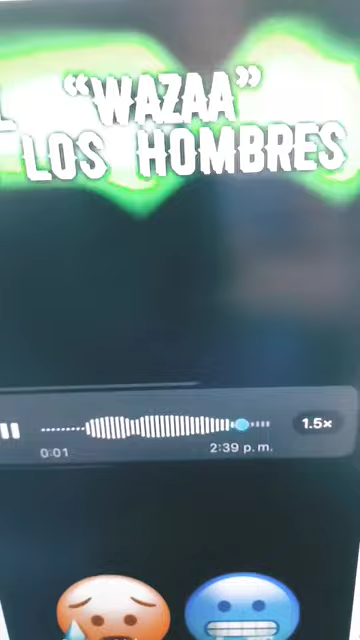 "WAZAA"
LOS HOMBRES
1.5×
0:01
2:39 p. m.